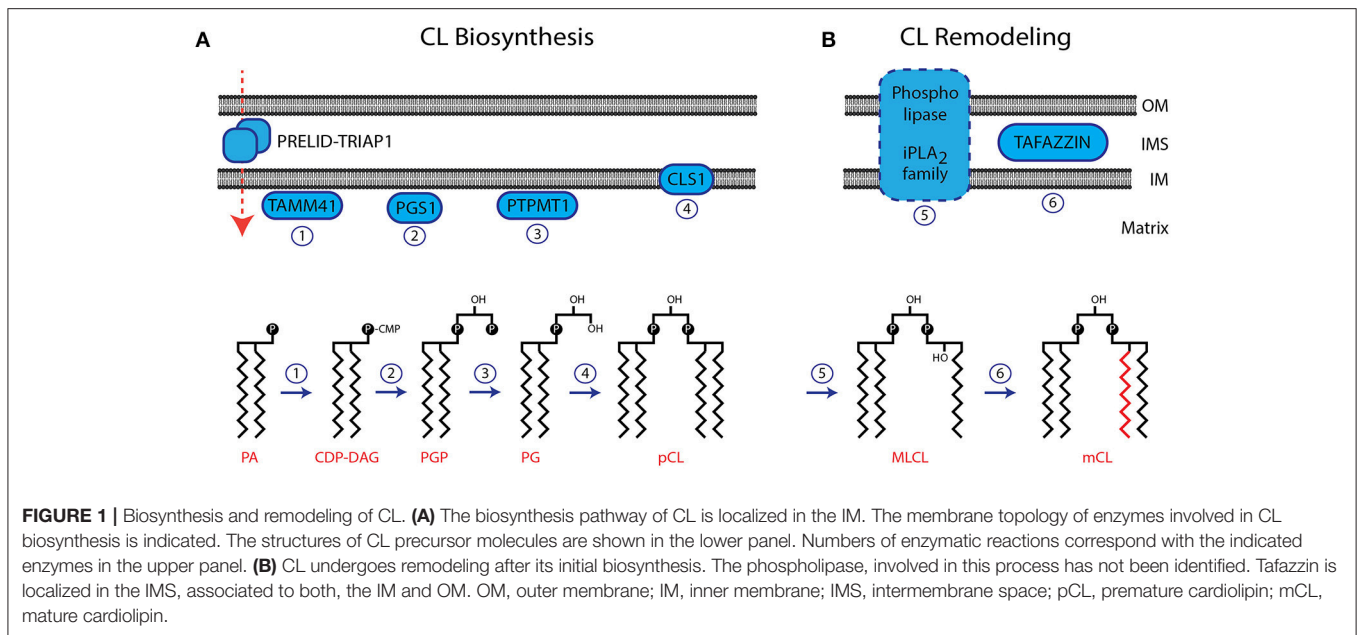 A
CL Biosynthesis
B
CL Remodeling
PRELID-TRIAP1
TAMM41
PGS1
PTPMT1
CLS1
1
2
3
4
Phospho
lipase
iPLA2
family
TAFAZZIN
5
6
OM
IMS
IM
Matrix
P
1
P -CMP
2
OH
P P
3
OH
P OH
4
OH
P P
5
OH
P P
HO
6
OH
P P
PA
CDP-DAG
PGP
PG
pCL
MLCL
mCL
FIGURE 1 | Biosynthesis and remodeling of CL. (A) The biosynthesis pathway of CL is localized in the IM. The membrane topology of enzymes involved in CL
biosynthesis is indicated. The structures of CL precursor molecules are shown in the lower panel. Numbers of enzymatic reactions correspond with the indicated
enzymes in the upper panel. (B) CL undergoes remodeling after its initial biosynthesis. The phospholipase, involved in this process has not been identified. Tafazzin is
localized in the IMS, associated to both, the IM and OM. OM, outer membrane; IM, inner membrane; IMS, intermembrane space; pCL, premature cardiolipin; mCL,
mature cardiolipin.